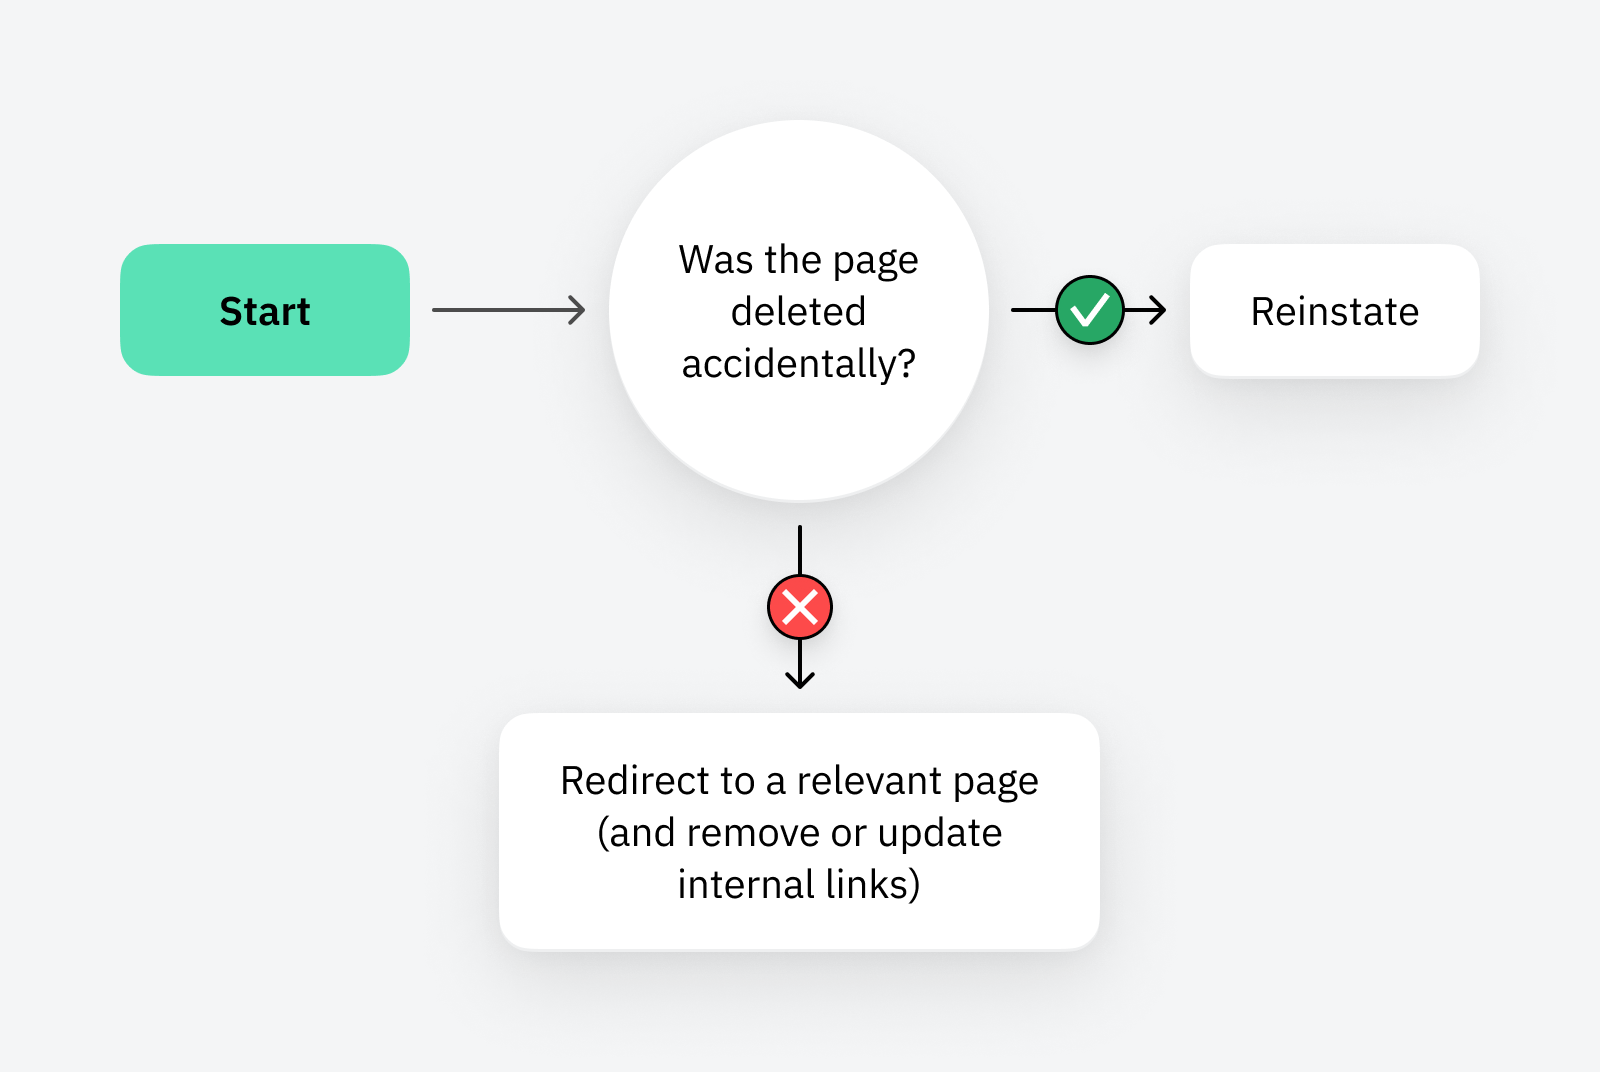 Start
Was the page
deleted
accidentally?
Reinstate
Redirect to a relevant page
(and remove or update
internal links)